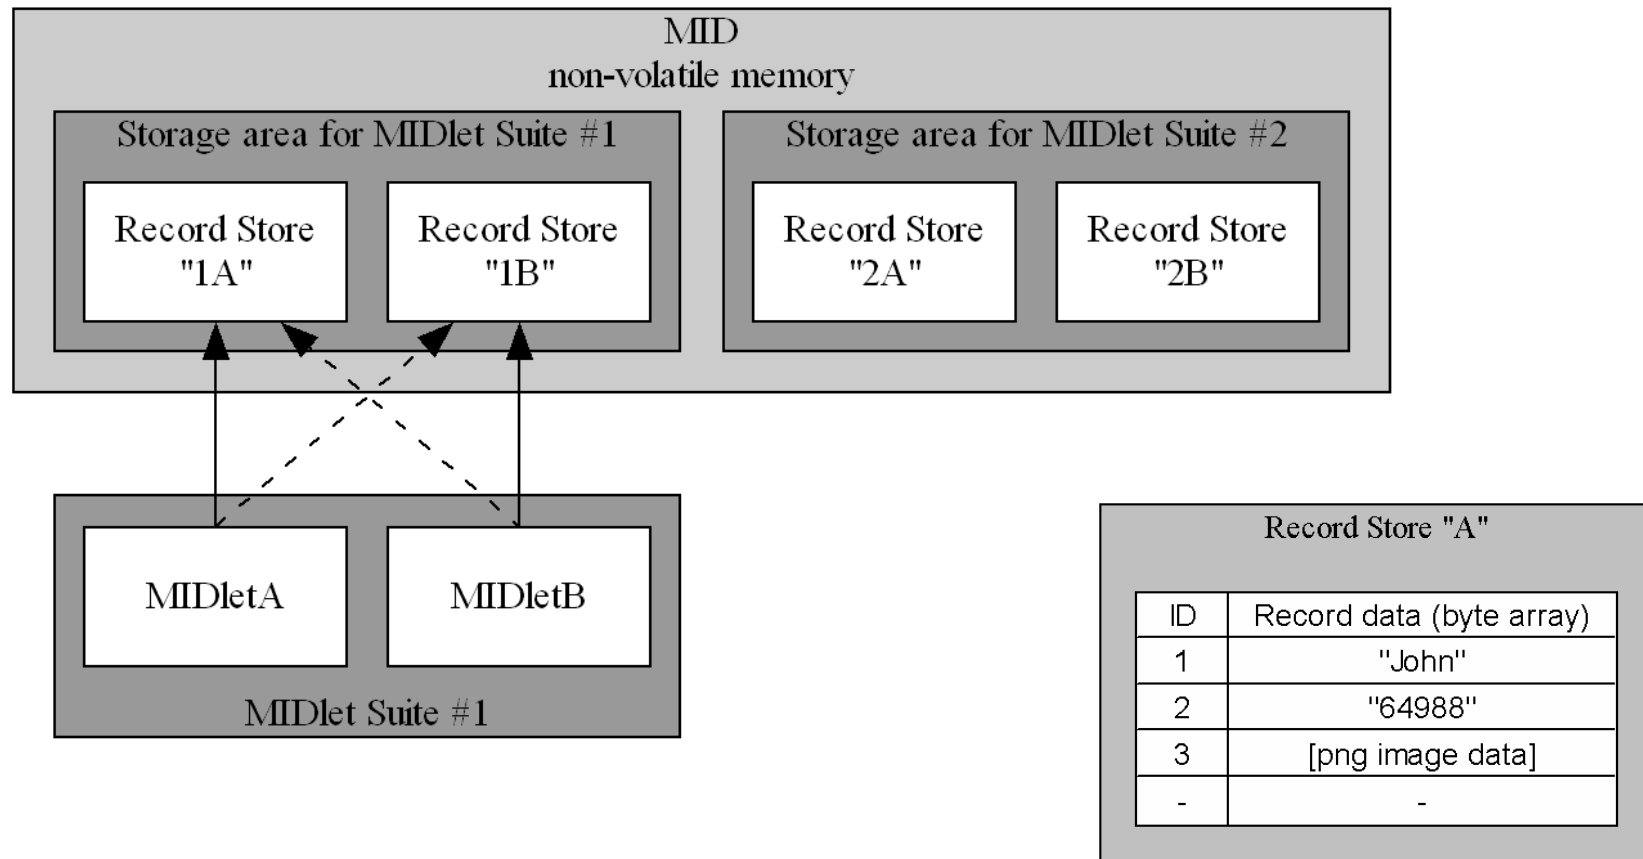 MID
non-volatile memory
Storage area for MIDlet Suite #1
Storage area for MIDlet Suite #2
Record Store
"1A"
Record Store
"1B"
Record Store
"2A"
Record Store
"2B"
MIDletA
MIDletB
MIDlet Suite #1
Record Store "A"
ID Record data (byte array)
1 "John"
2 "64988"
3 [png image data]
- -